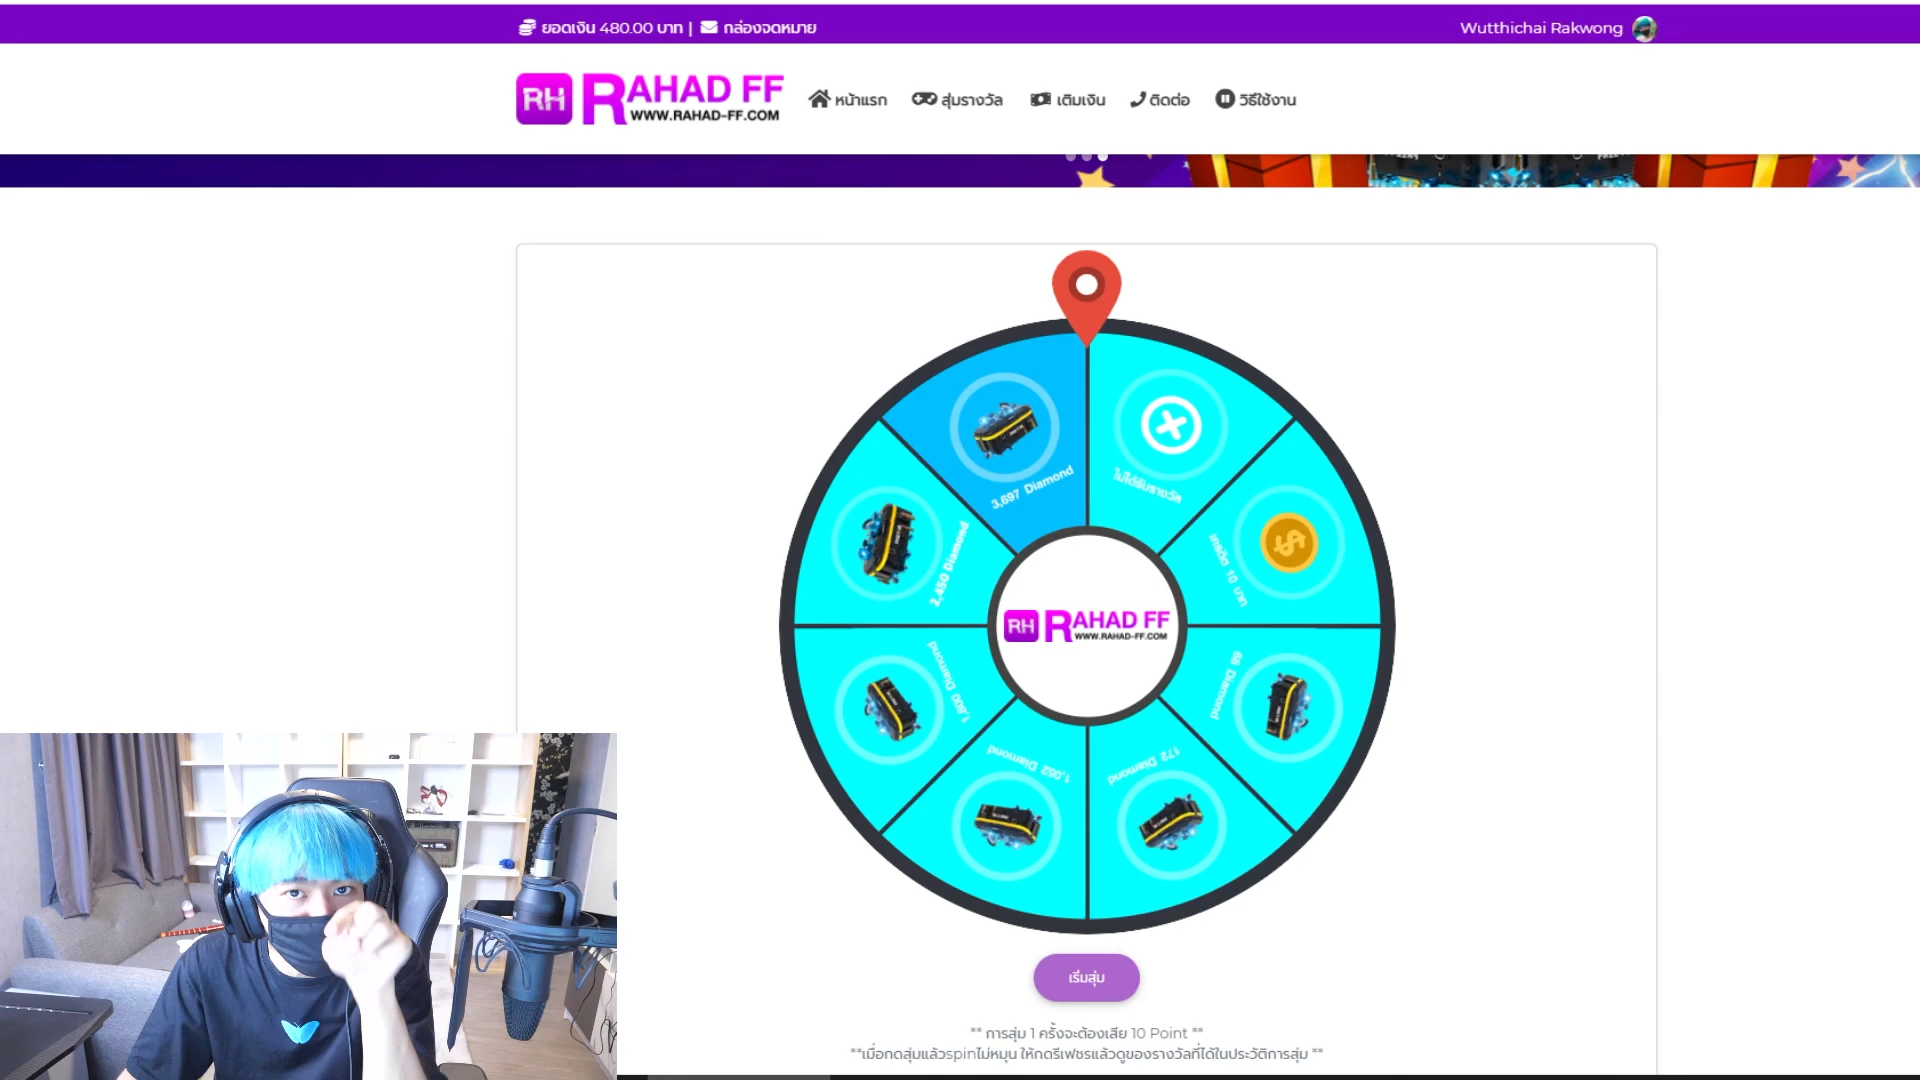 ยอดเงิน 480.00 บาท | กล่องจดหมาย
Wutthichai Rakwong
RH RAHAD FF
WWW.RAHAD-FF.COM
หน้าแรก สุ่มรางวัล เติมเงิน ติดต่อ วิธีใช้งาน
3,697 Diamond
ไม่ได้รับรางวัล
เครดิต 10 บาท
68 Diamond
172 Diamond
1,052 Diamond
1,800 Diamond
2,450 Diamond
RH RAHAD FF
WWW.RAHAD-FF.COM
เริ่มสุ่ม
** การสุ่ม 1 ครั้งจะต้องเสีย 10 Point **
**เมื่อกดสุ่มแล้วspinไม่หมุน ให้กดรีเฟชรแล้วดูของรางวัลที่ได้ในประวัติการสุ่ม **